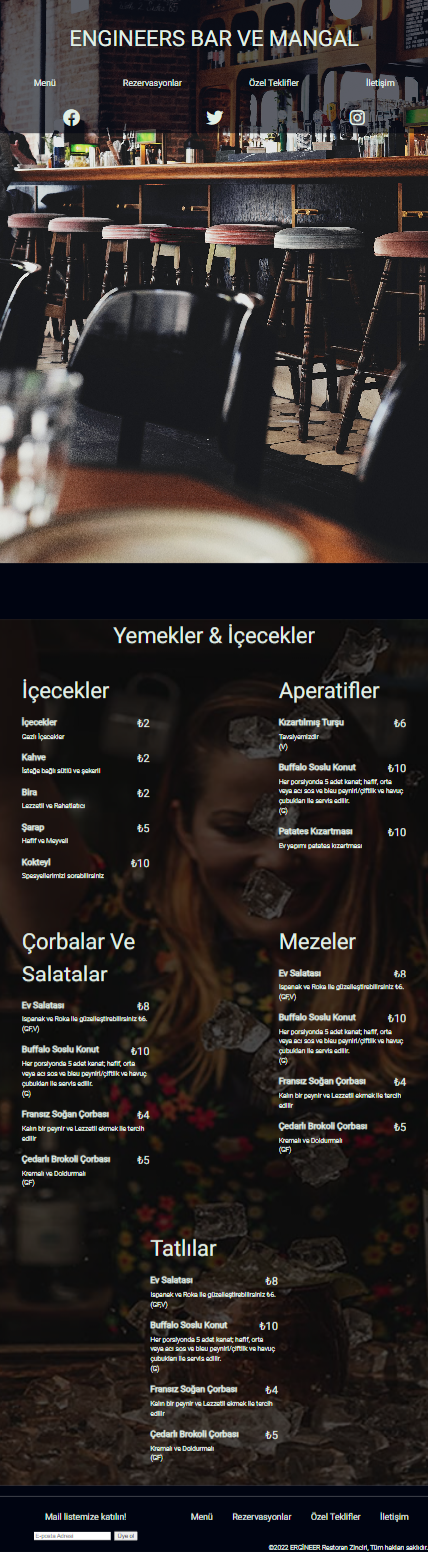 ENGINEERS BAR VE MANGAL
Menü Rezervasyonlar Özel Teklifler İletişim
Yemekler & İçecekler
İçecekler
İçecekler ₺2
Gazlı İçecekler
Kahve ₺2
İsteğe bağlı sütlü ve şekerli
Bira ₺2
Lezzetli ve Rahatlatıcı
Şarap ₺5
Hafif ve Meyveli
Kokteyl ₺10
Spesyallerimizi sorabilirsiniz
Aperatifler
Kızartılmış Turşu ₺6
Tavsiyemizdir
(V)
Buffalo Soslu Konut ₺10
Her porsiyonda 5 adet kanat; hafif, orta
veya acı sos ve bleu peyniri/çiftlik ve havuç
çubukları ile servis edilir.
(G)
Patates Kızartması ₺10
Ev yapımı patates kızartması
Çorbalar Ve
Salatalar
Ev Salatası ₺8
Ispanak ve Roka ile güzelleştirebilirsiniz ₺6.
(GF,V)
Buffalo Soslu Konut ₺10
Her porsiyonda 5 adet kanat; hafif, orta
veya acı sos ve bleu peyniri/çiftlik ve havuç
çubukları ile servis edilir.
(G)
Fransız Soğan Çorbası ₺4
Kalın bir peynir ve Lezzetli ekmek ile tercih
edilir
Çedarlı Brokoli Çorbası ₺5
Kremalı ve Doldurmalı
(GF)
Mezeler
Ev Salatası ₺8
Ispanak ve Roka ile güzelleştirebilirsiniz ₺6.
(GF,V)
Buffalo Soslu Konut ₺10
Her porsiyonda 5 adet kanat; hafif, orta
veya acı sos ve bleu peyniri/çiftlik ve havuç
çubukları ile servis edilir.
(G)
Fransız Soğan Çorbası ₺4
Kalın bir peynir ve Lezzetli ekmek ile tercih
edilir
Çedarlı Brokoli Çorbası ₺5
Kremalı ve Doldurmalı
(GF)
Tatlılar
Ev Salatası ₺8
Ispanak ve Roka ile güzelleştirebilirsiniz ₺6.
(GF,V)
Buffalo Soslu Konut ₺10
Her porsiyonda 5 adet kanat; hafif, orta
veya acı sos ve bleu peyniri/çiftlik ve havuç
çubukları ile servis edilir.
(G)
Fransız Soğan Çorbası ₺4
Kalın bir peynir ve Lezzetli ekmek ile tercih
edilir
Çedarlı Brokoli Çorbası ₺5
Kremalı ve Doldurmalı
(GF)
Mail listemize katılın!
E-posta Adresi Üye ol!
Menü Rezervasyonlar Özel Teklifler İletişim
©2022 ERGİNEER Restoran Zinciri, Tüm hakları saklıdır.